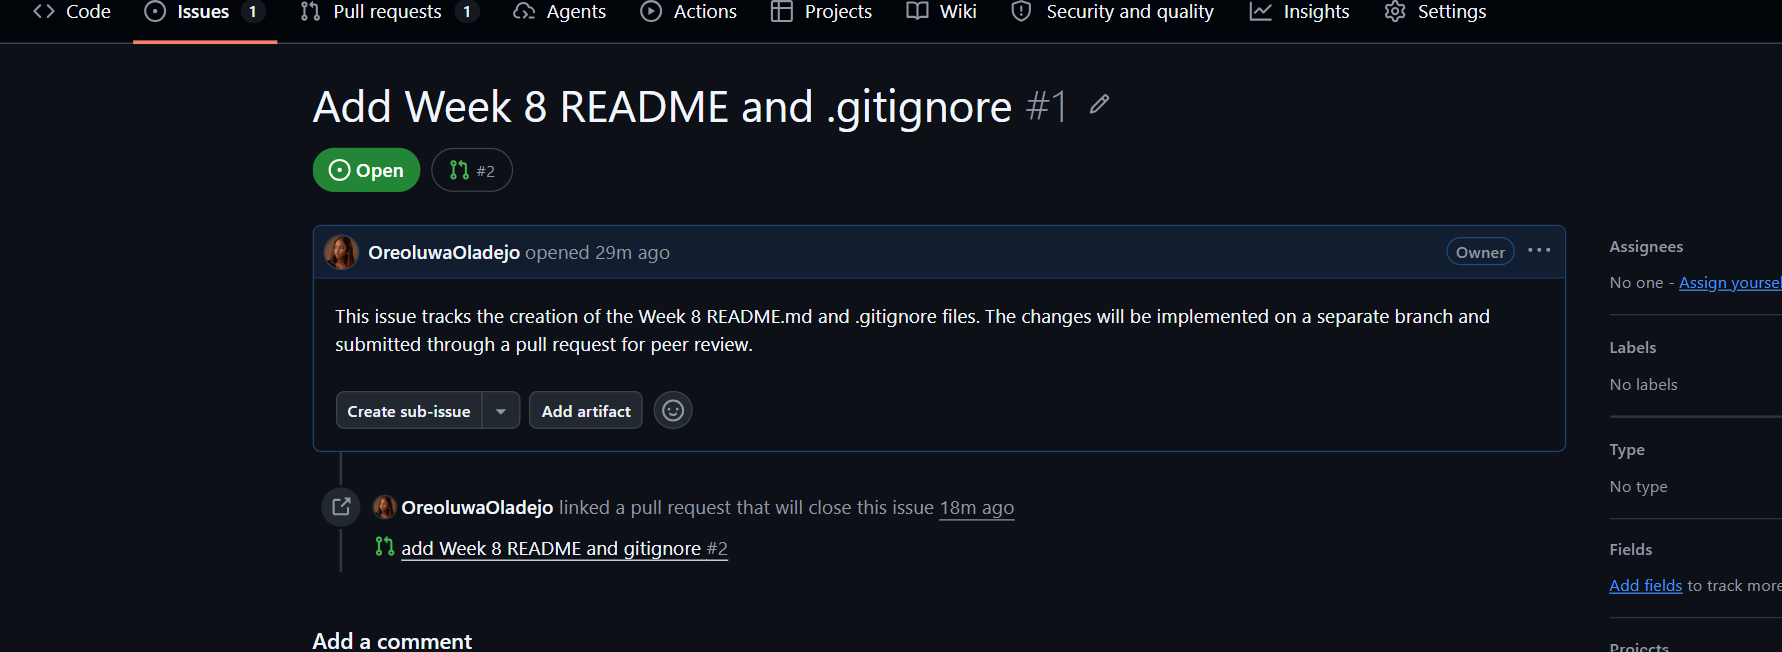 Code Issues 1 Pull requests 1 Agents Actions Projects Wiki Security and quality Insights Settings
Add Week 8 README and .gitignore #1
Open #2
OreoluwaOladejo opened 29m ago Owner
This issue tracks the creation of the Week 8 README.md and .gitignore files. The changes will be implemented on a separate branch and
submitted through a pull request for peer review.
Create sub-issue Add artifact
OreoluwaOladejo linked a pull request that will close this issue 18m ago
add Week 8 README and gitignore #2
Add a comment
Assignees
No one - Assign yoursel
Labels
No labels
Type
No type
Fields
Add fields to track more
Projects